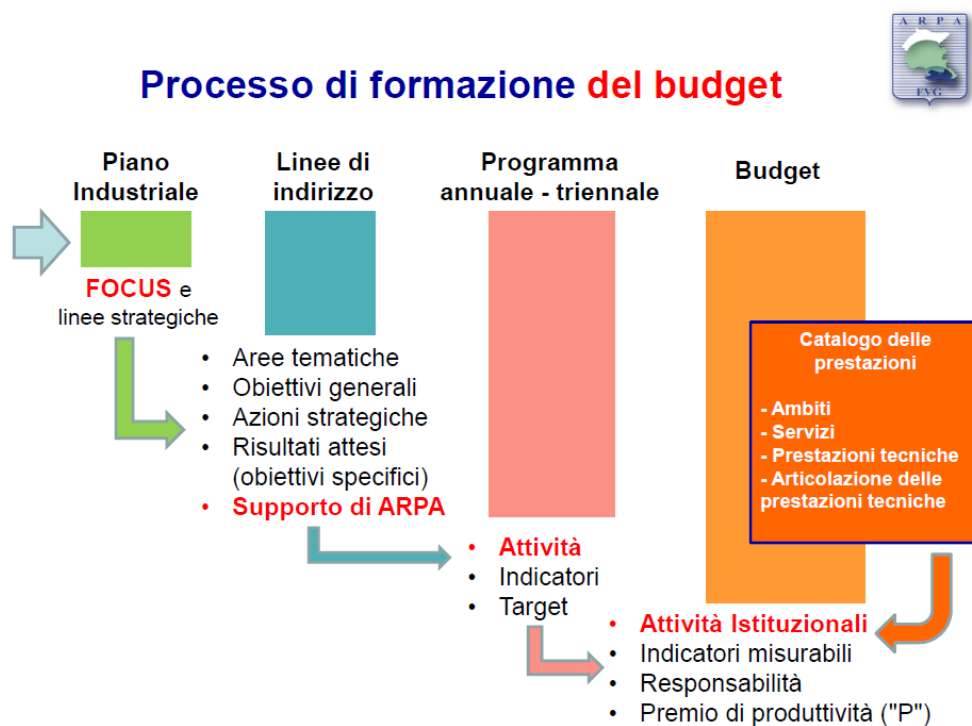 A R P A
FVG
Processo di formazione del budget
Piano
Industriale
FOCUS e
linee strategiche
Linee di
indirizzo
• Aree tematiche
• Obiettivi generali
• Azioni strategiche
• Risultati attesi
(obiettivi specifici)
• Supporto di ARPA
Programma
annuale - triennale
• Attività
• Indicatori
• Target
Budget
Catalogo delle
prestazioni
- Ambiti
- Servizi
- Prestazioni tecniche
- Articolazione delle
prestazioni tecniche
• Attività Istituzionali
• Indicatori misurabili
• Responsabilità
• Premio di produttività ("P")